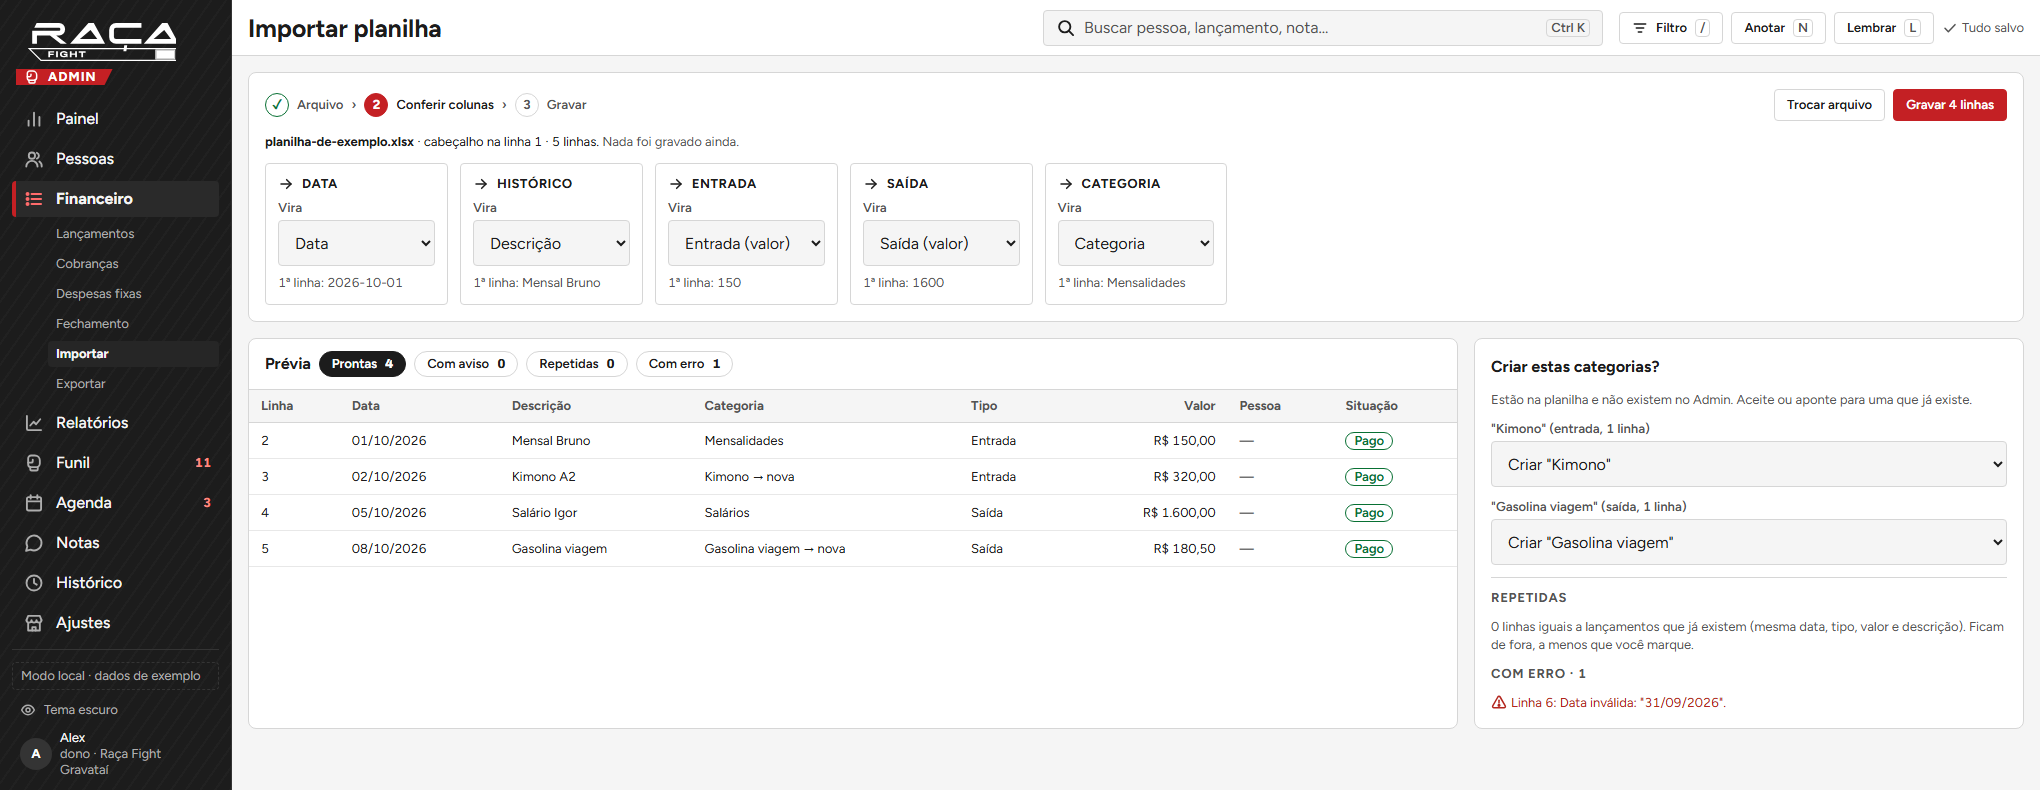 RAÇA
FIGHT
ADMIN
Painel
Pessoas
Financeiro
Lançamentos
Cobranças
Despesas fixas
Fechamento
Importar
Exportar
Relatórios
Funil 11
Agenda 3
Notas
Histórico
Ajustes
Modo local · dados de exemplo
Tema escuro
A
Alex
dono · Raça Fight
Gravataí
Importar planilha
Buscar pessoa, lançamento, nota... Ctrl K
Filtro /
Anotar N
Lembrar L
Tudo salvo
Arquivo › 2 Conferir colunas › 3 Gravar
Trocar arquivo
Gravar 4 linhas
planilha-de-exemplo.xlsx · cabeçalho na linha 1 · 5 linhas. Nada foi gravado ainda.
→ DATA
Vira
Data
1ª linha: 2026-10-01
→ HISTÓRICO
Vira
Descrição
1ª linha: Mensal Bruno
→ ENTRADA
Vira
Entrada (valor)
1ª linha: 150
→ SAÍDA
Vira
Saída (valor)
1ª linha: 1600
→ CATEGORIA
Vira
Categoria
1ª linha: Mensalidades
Prévia Prontas 4 Com aviso 0 Repetidas 0 Com erro 1
Linha Data Descrição Categoria Tipo Valor Pessoa Situação
2 01/10/2026 Mensal Bruno Mensalidades Entrada R$ 150,00 — Pago
3 02/10/2026 Kimono A2 Kimono → nova Entrada R$ 320,00 — Pago
4 05/10/2026 Salário Igor Salários Saída R$ 1.600,00 — Pago
5 08/10/2026 Gasolina viagem Gasolina viagem → nova Saída R$ 180,50 — Pago
Criar estas categorias?
Estão na planilha e não existem no Admin. Aceite ou aponte para uma que já existe.
"Kimono" (entrada, 1 linha)
Criar "Kimono"
"Gasolina viagem" (saída, 1 linha)
Criar "Gasolina viagem"
REPETIDAS
0 linhas iguais a lançamentos que já existem (mesma data, tipo, valor e descrição). Ficam
de fora, a menos que você marque.
COM ERRO · 1
Linha 6: Data inválida: "31/09/2026".